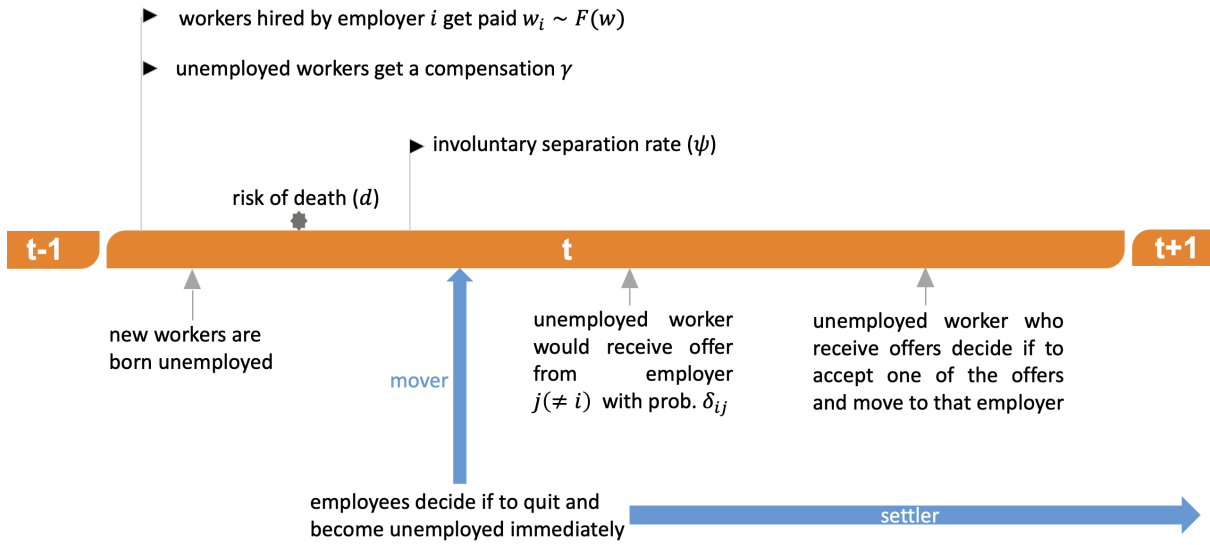 workers hired by employer i get paid wᵢ ~ F(w)
unemployed workers get a compensation γ
involuntary separation rate (ψ)
risk of death (d)
t-1
t
t+1
new workers are
born unemployed
mover
unemployed worker
would receive offer
from employer
j(≠ i) with prob. δᵢⱼ
unemployed worker who
receive offers decide if to
accept one of the offers
and move to that employer
employees decide if to quit and
become unemployed immediately
settler